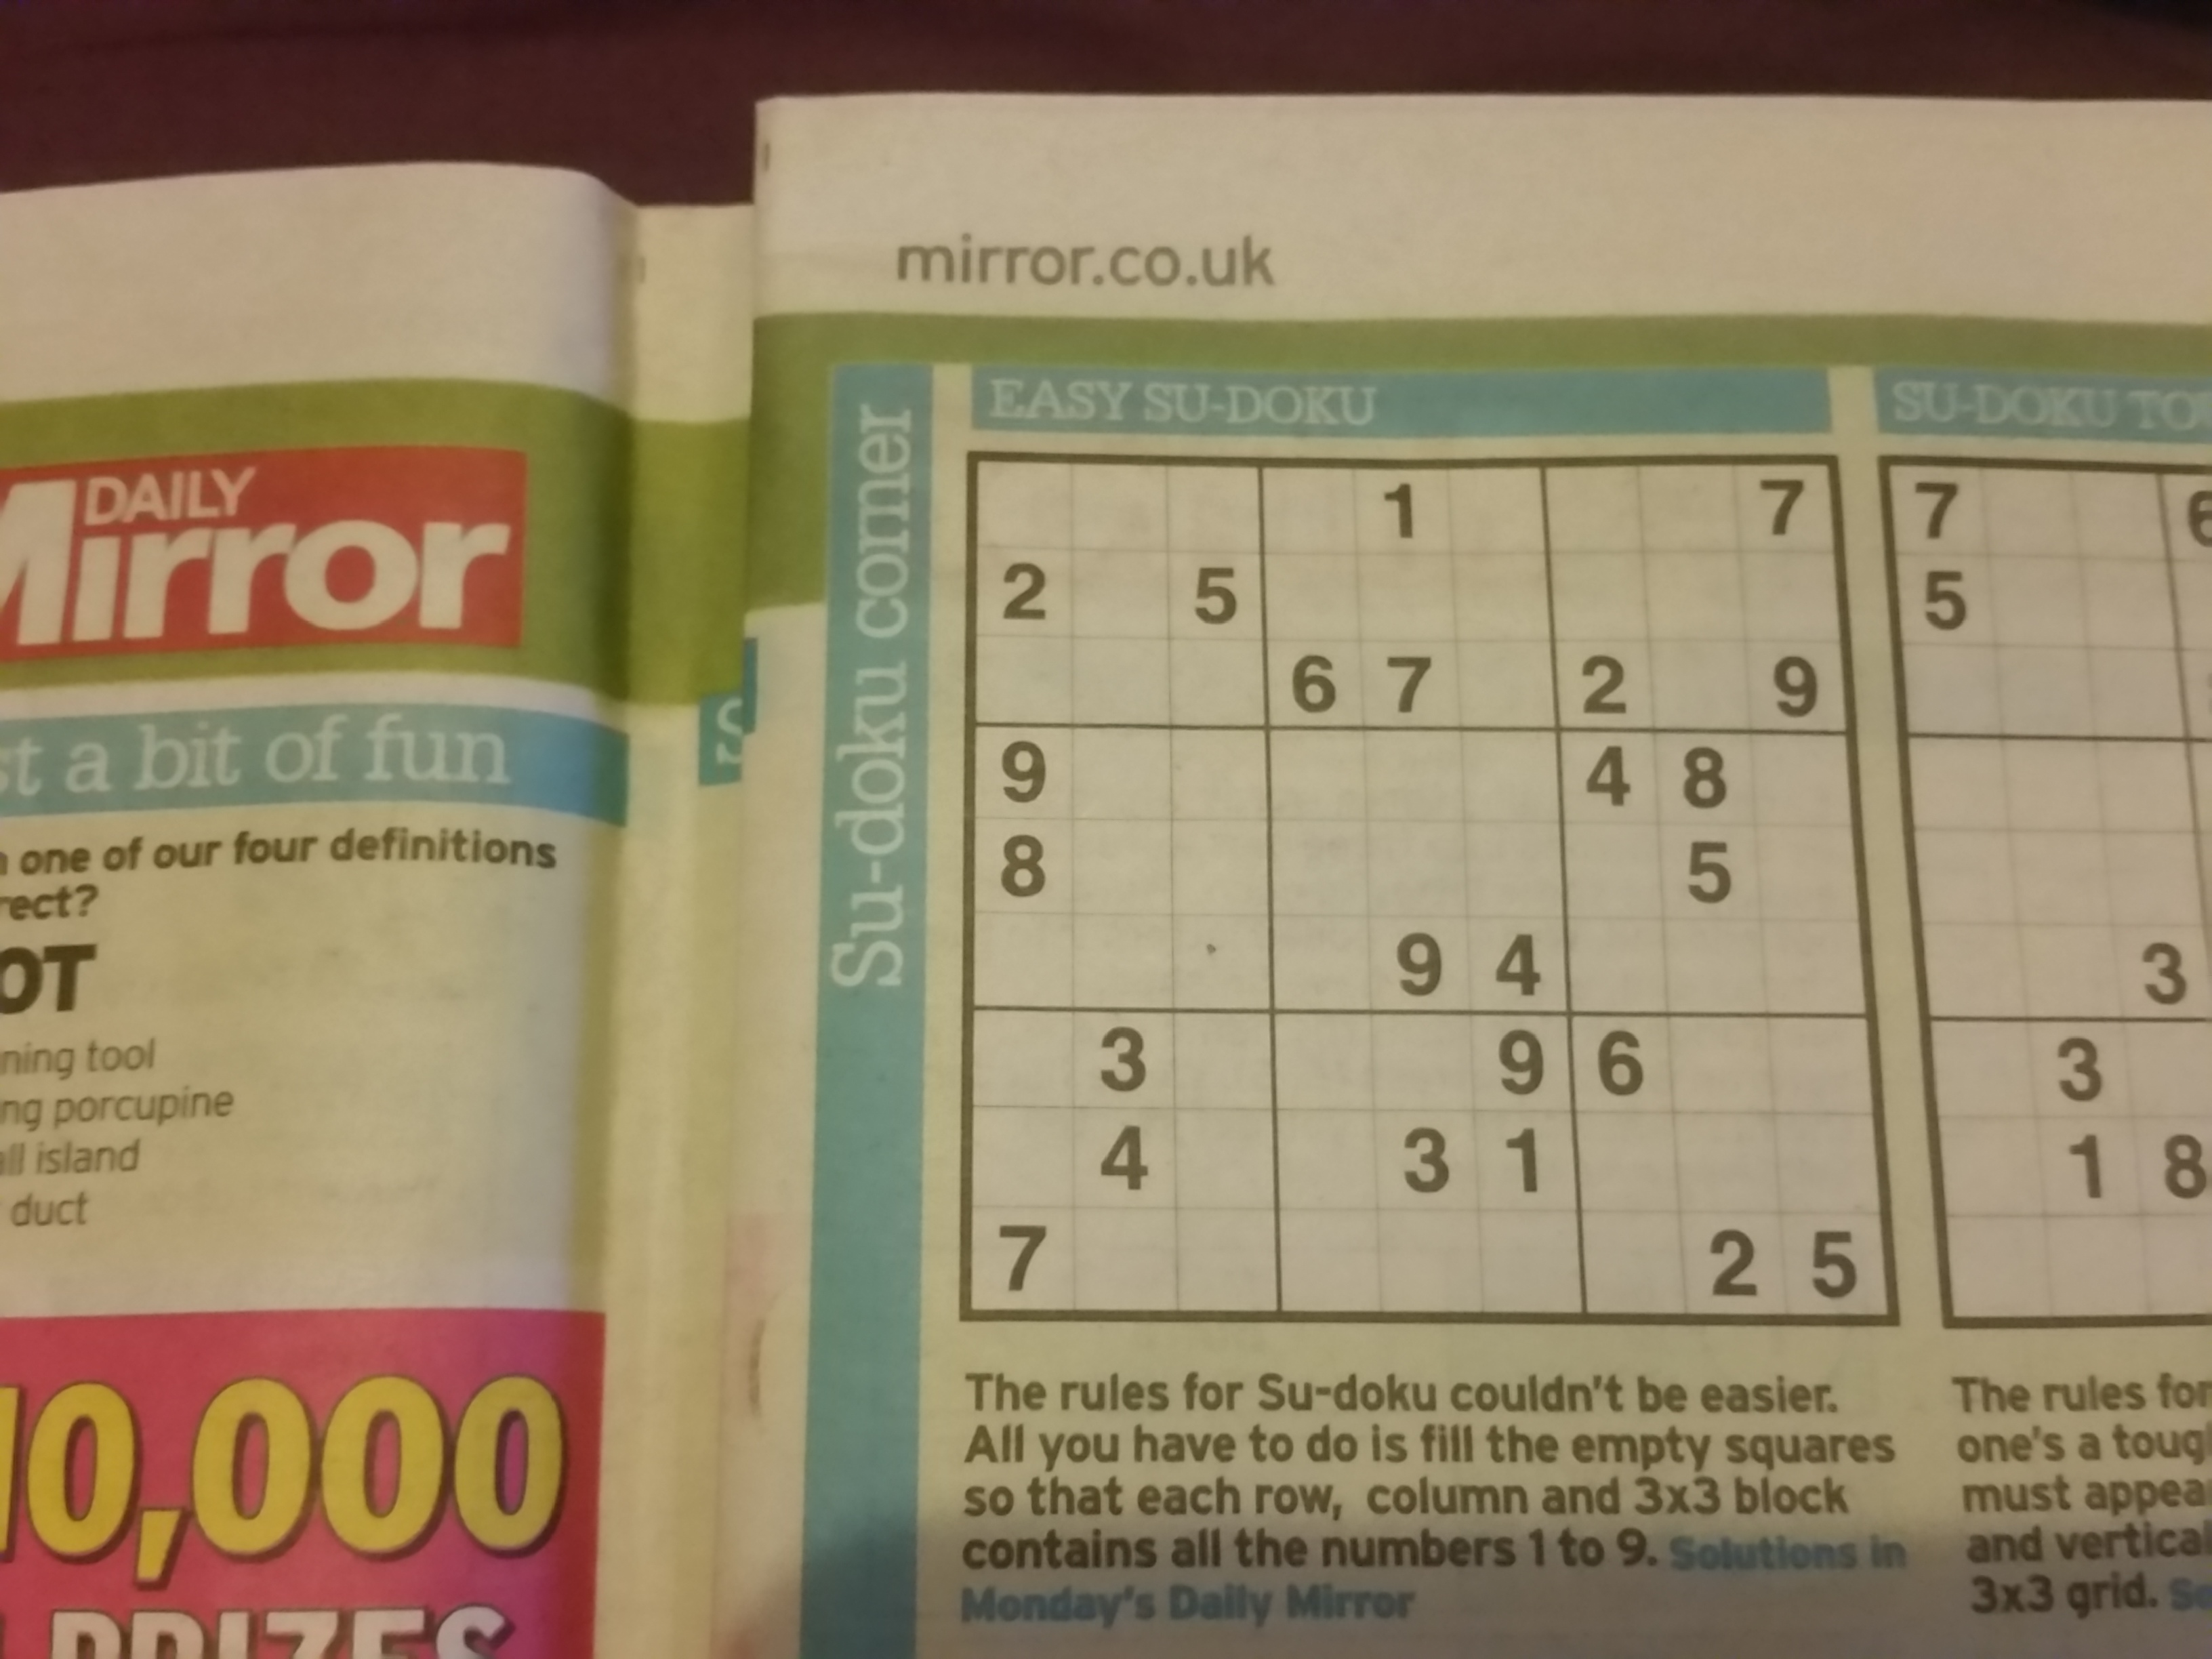 mirror.co.uk
DAILY
Mirror
st a bit of fun
one of our four definitions
rect?
OT
ning tool
ng porcupine
all island
duct
10,000
PRIZES
S
Su-doku corner
EASY SU-DOKU
1 7
2 5
6 7 2 9
9 4 8
8 5
9 4
3 9 6
4 3 1
7 2 5
The rules for Su-doku couldn't be easier.
All you have to do is fill the empty squares
so that each row, column and 3x3 block
contains all the numbers 1 to 9. Solutions in
Monday's Daily Mirror
SU-DOKU TO
7 6
5
3
3
1 8
The rules for
one's a toug
must appea
and vertical
3x3 grid. So